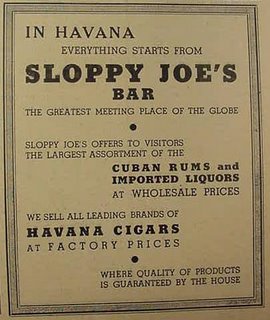 IN HAVANA
EVERYTHING STARTS FROM
SLOPPY JOE'S
BAR
THE GREATEST MEETING PLACE OF THE GLOBE
SLOPPY JOE'S OFFERS TO VISITORS
THE LARGEST ASSORTMENT OF THE
CUBAN RUMS and
IMPORTED LIQUORS
AT WHOLESALE PRICES
WE SELL ALL LEADING BRANDS OF
HAVANA CIGARS
AT FACTORY PRICES
WHERE QUALITY OF PRODUCTS
IS GUARANTEED BY THE HOUSE